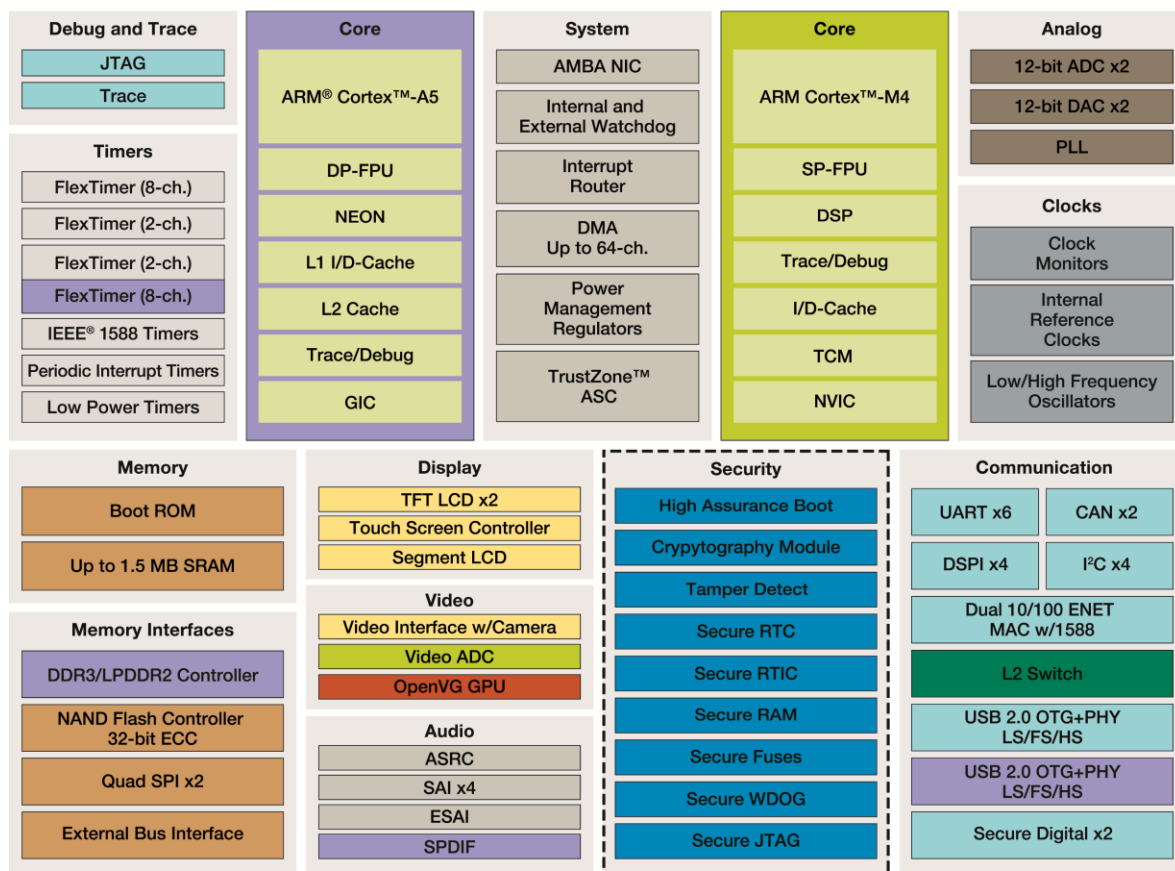 Debug and Trace
JTAG
Trace
Timers
FlexTimer (8-ch.)
FlexTimer (2-ch.)
FlexTimer (2-ch.)
FlexTimer (8-ch.)
IEEE® 1588 Timers
Periodic Interrupt Timers
Low Power Timers
Core
ARM® Cortex™-A5
DP-FPU
NEON
L1 I/D-Cache
L2 Cache
Trace/Debug
GIC
System
AMBA NIC
Internal and
External Watchdog
Interrupt
Router
DMA
Up to 64-ch.
Power
Management
Regulators
TrustZone™
ASC
Core
ARM Cortex™-M4
SP-FPU
DSP
Trace/Debug
I/D-Cache
TCM
NVIC
Analog
12-bit ADC x2
12-bit DAC x2
PLL
Clocks
Clock
Monitors
Internal
Reference
Clocks
Low/High Frequency
Oscillators
Memory
Boot ROM
Up to 1.5 MB SRAM
Memory Interfaces
DDR3/LPDDR2 Controller
NAND Flash Controller
32-bit ECC
Quad SPI x2
External Bus Interface
Display
TFT LCD x2
Touch Screen Controller
Segment LCD
Video
Video Interface w/Camera
Video ADC
OpenVG GPU
Audio
ASRC
SAI x4
ESAI
SPDIF
Security
High Assurance Boot
Crypytography Module
Tamper Detect
Secure RTC
Secure RTIC
Secure RAM
Secure Fuses
Secure WDOG
Secure JTAG
Communication
UART x6
CAN x2
DSPI x4
I²C x4
Dual 10/100 ENET
MAC w/1588
L2 Switch
USB 2.0 OTG+PHY
LS/FS/HS
USB 2.0 OTG+PHY
LS/FS/HS
Secure Digital x2